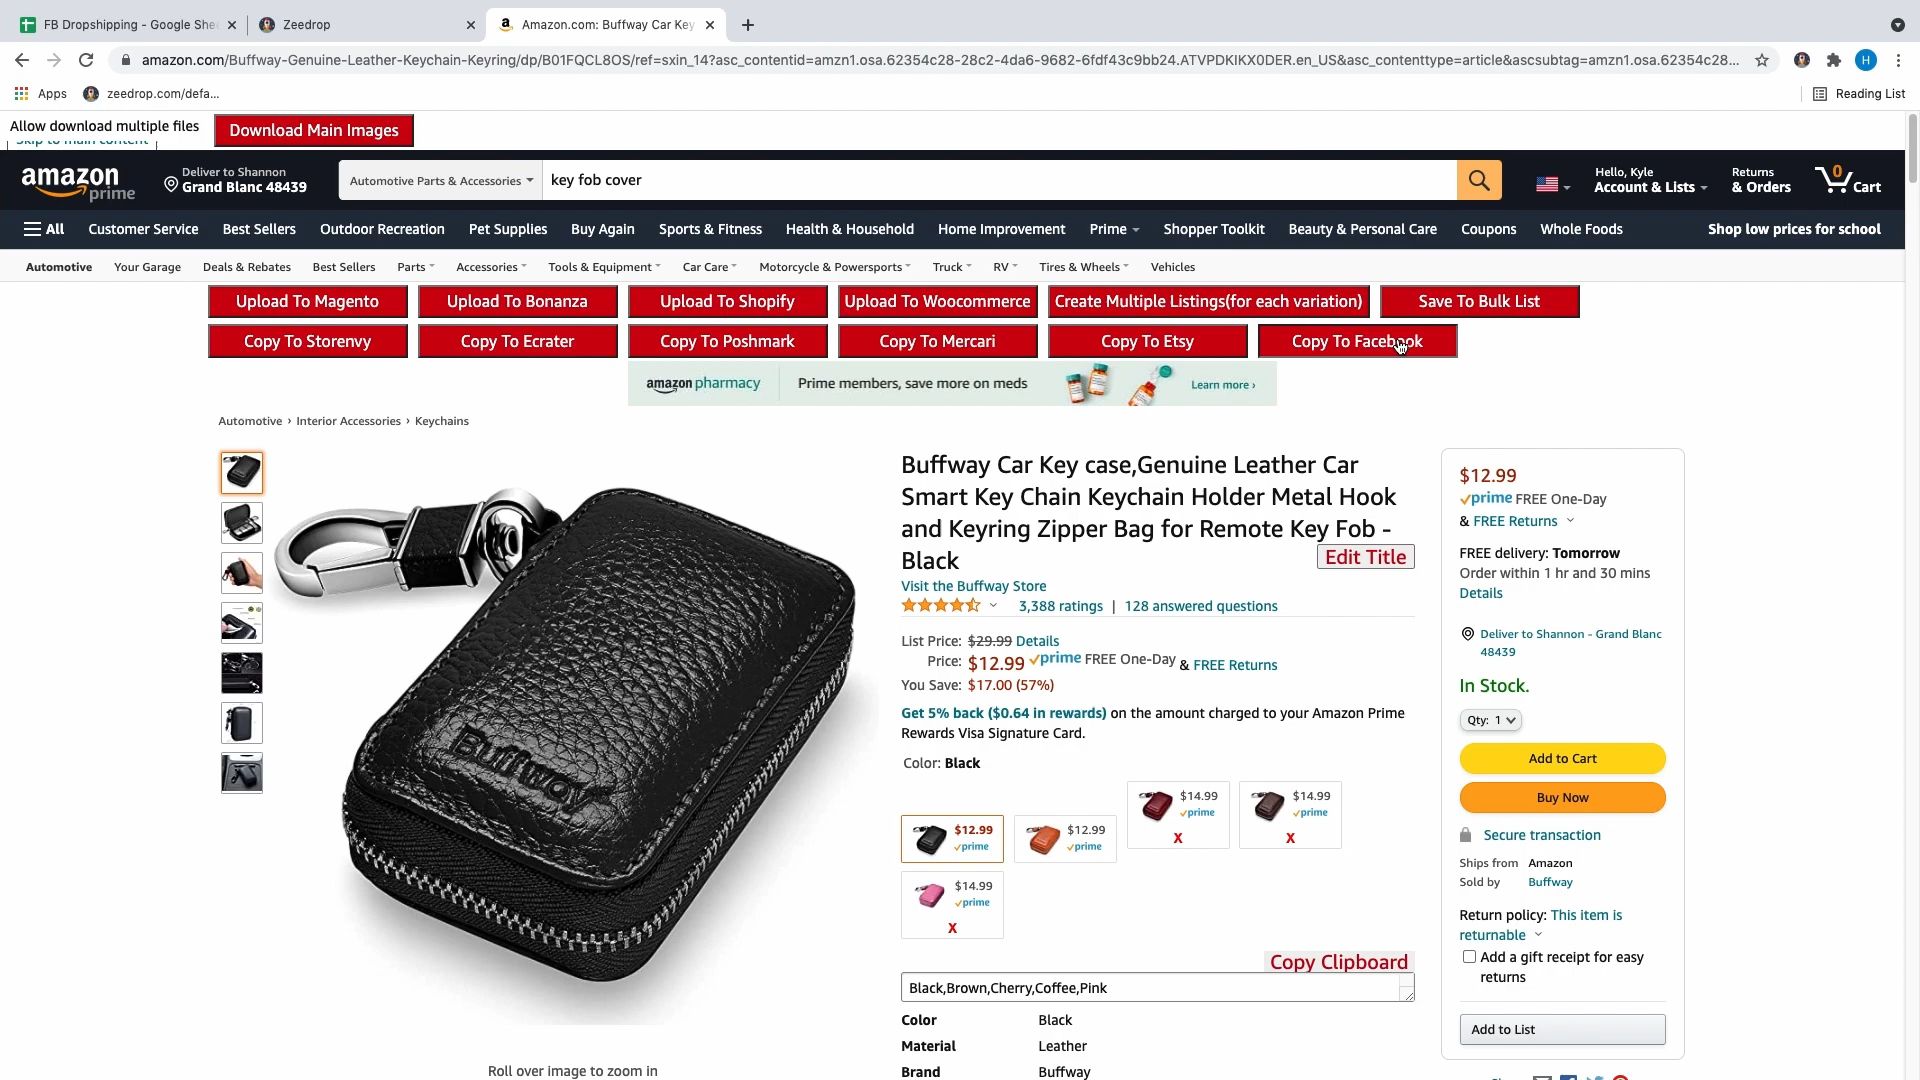 FB Dropshipping - Google She
Zeedrop
Amazon.com: Buffway Car Key
amazon.com/Buffway-Genuine-Leather-Keychain-Keyring/dp/B01FQCL8OS/ref=sxin_14?asc_contentid=amzn1.osa.62354c28-28c2-4da6-9682-6fdf43c9bb24.ATVPDKIKX0DER.en_US&asc_contenttype=article&ascsubtag=amzn1.osa.62354c28...
H
Apps
zeedrop.com/defa...
Reading List
Allow download multiple files
Download Main Images
Skip to main content
amazon prime
Deliver to Shannon
Grand Blanc 48439
Automotive Parts & Accessories
key fob cover
Hello, Kyle
Account & Lists
Returns
& Orders
0
Cart
All
Customer Service
Best Sellers
Outdoor Recreation
Pet Supplies
Buy Again
Sports & Fitness
Health & Household
Home Improvement
Prime
Shopper Toolkit
Beauty & Personal Care
Coupons
Whole Foods
Shop low prices for school
Automotive
Your Garage
Deals & Rebates
Best Sellers
Parts
Accessories
Tools & Equipment
Car Care
Motorcycle & Powersports
Truck
RV
Tires & Wheels
Vehicles
Upload To Magento
Upload To Bonanza
Upload To Shopify
Upload To Woocommerce
Create Multiple Listings(for each variation)
Save To Bulk List
Copy To Storenvy
Copy To Ecrater
Copy To Poshmark
Copy To Mercari
Copy To Etsy
Copy To Facebook
amazon pharmacy
Prime members, save more on meds
Learn more ›
Automotive › Interior Accessories › Keychains
Buffway
Roll over image to zoom in
Buffway Car Key case,Genuine Leather Car
Smart Key Chain Keychain Holder Metal Hook
and Keyring Zipper Bag for Remote Key Fob -
Black
Edit Title
Visit the Buffway Store
3,388 ratings | 128 answered questions
List Price: $29.99 Details
Price: $12.99 prime FREE One-Day & FREE Returns
You Save: $17.00 (57%)
Get 5% back ($0.64 in rewards) on the amount charged to your Amazon Prime
Rewards Visa Signature Card.
Color: Black
$12.99
prime
$12.99
prime
$14.99
prime
X
$14.99
prime
X
$14.99
prime
X
Copy Clipboard
Black,Brown,Cherry,Coffee,Pink
Color Black
Material Leather
Brand Buffway
$12.99
prime FREE One-Day
& FREE Returns
FREE delivery: Tomorrow
Order within 1 hr and 30 mins
Details
Deliver to Shannon - Grand Blanc
48439
In Stock.
Qty: 1
Add to Cart
Buy Now
Secure transaction
Ships from Amazon
Sold by Buffway
Return policy: This item is
returnable
Add a gift receipt for easy
returns
Add to List